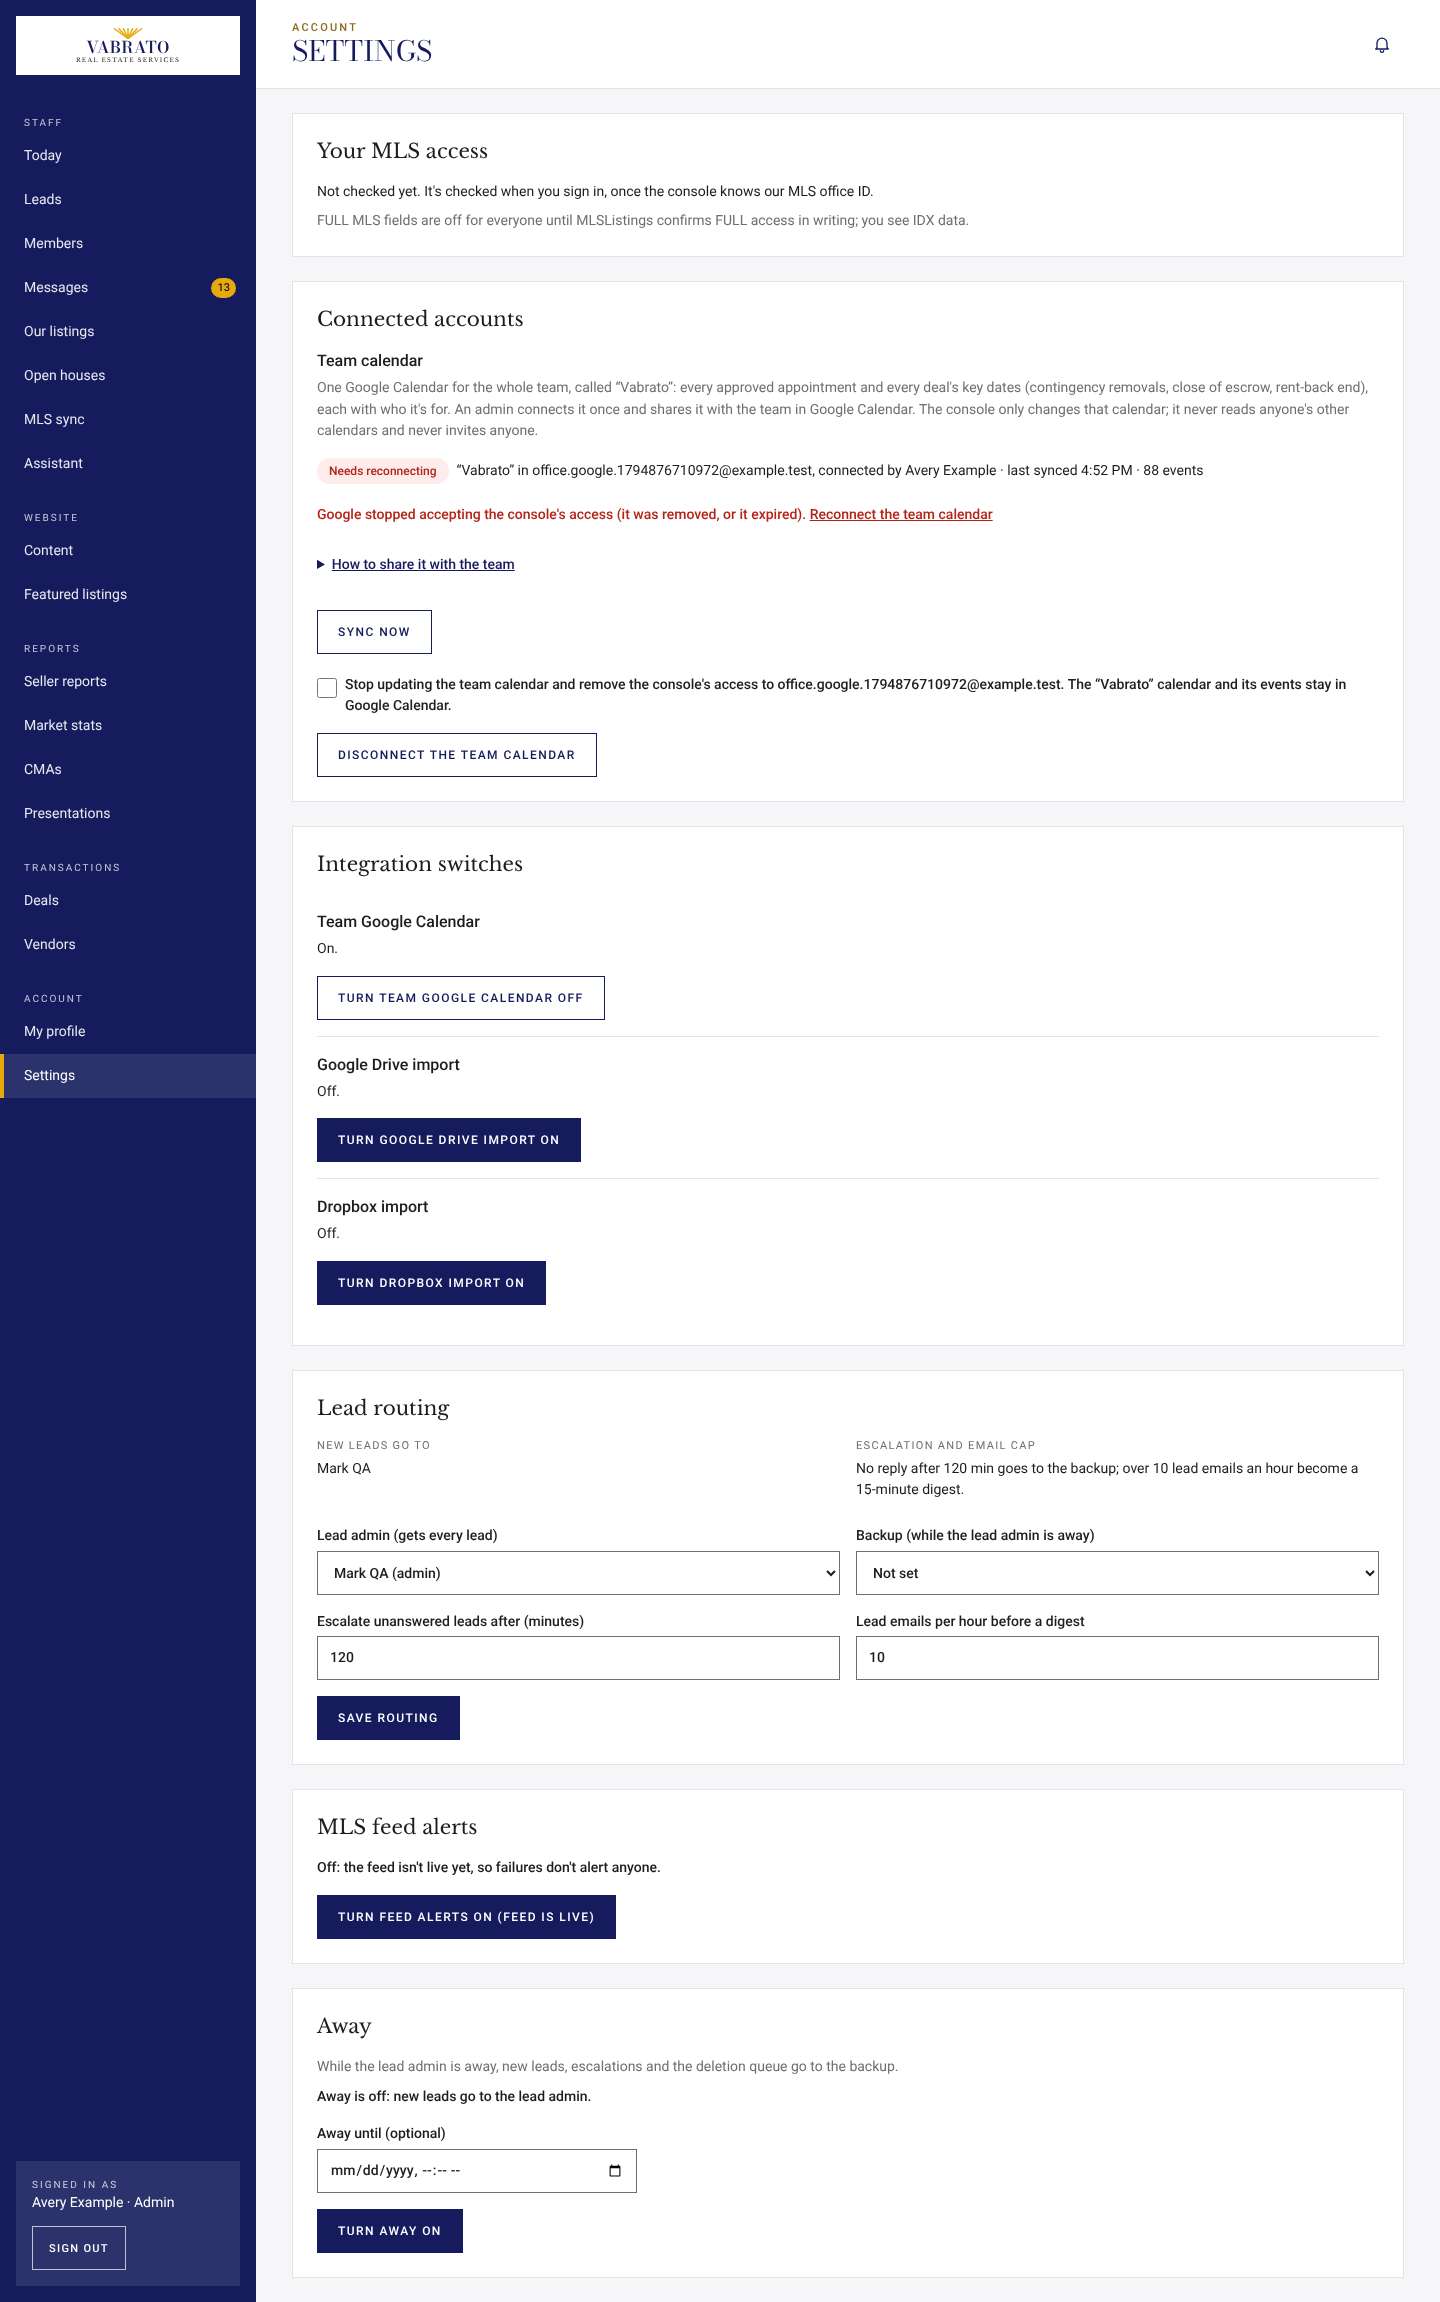 VABRATO
REAL ESTATE SERVICES
STAFF
Today
Leads
Members
Messages
13
Our listings
Open houses
MLS sync
Assistant
WEBSITE
Content
Featured listings
REPORTS
Seller reports
Market stats
CMAs
Presentations
TRANSACTIONS
Deals
Vendors
ACCOUNT
My profile
Settings
SIGNED IN AS
Avery Example · Admin
SIGN OUT
ACCOUNT
SETTINGS
Your MLS access
Not checked yet. It's checked when you sign in, once the console knows our MLS office ID.
FULL MLS fields are off for everyone until MLSListings confirms FULL access in writing; you see IDX data.
Connected accounts
Team calendar
One Google Calendar for the whole team, called “Vabrato”: every approved appointment and every deal's key dates (contingency removals, close of escrow, rent-back end),
each with who it's for. An admin connects it once and shares it with the team in Google Calendar. The console only changes that calendar; it never reads anyone's other
calendars and never invites anyone.
Needs reconnecting “Vabrato” in office.google.1794876710972@example.test, connected by Avery Example · last synced 4:52 PM · 88 events
Google stopped accepting the console's access (it was removed, or it expired). Reconnect the team calendar
How to share it with the team
SYNC NOW
Stop updating the team calendar and remove the console's access to office.google.1794876710972@example.test. The “Vabrato” calendar and its events stay in
Google Calendar.
DISCONNECT THE TEAM CALENDAR
Integration switches
Team Google Calendar
On.
TURN TEAM GOOGLE CALENDAR OFF
Google Drive import
Off.
TURN GOOGLE DRIVE IMPORT ON
Dropbox import
Off.
TURN DROPBOX IMPORT ON
Lead routing
NEW LEADS GO TO
Mark QA
ESCALATION AND EMAIL CAP
No reply after 120 min goes to the backup; over 10 lead emails an hour become a
15-minute digest.
Lead admin (gets every lead)
Mark QA (admin)
Backup (while the lead admin is away)
Not set
Escalate unanswered leads after (minutes)
120
Lead emails per hour before a digest
10
SAVE ROUTING
MLS feed alerts
Off: the feed isn't live yet, so failures don't alert anyone.
TURN FEED ALERTS ON (FEED IS LIVE)
Away
While the lead admin is away, new leads, escalations and the deletion queue go to the backup.
Away is off: new leads go to the lead admin.
Away until (optional)
mm/dd/yyyy, --:-- --
TURN AWAY ON